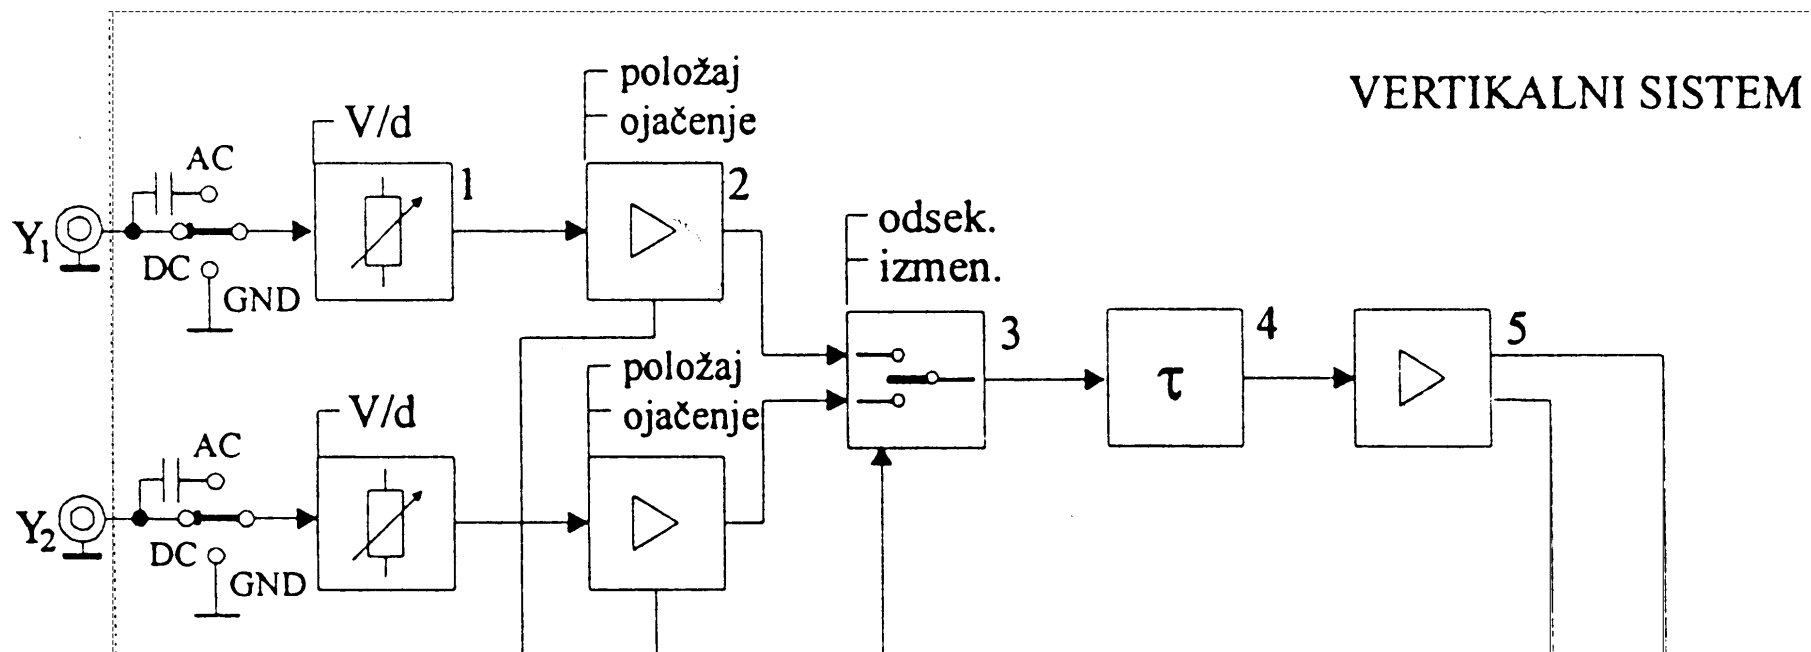 VERTIKALNI SISTEM
položaj
ojačenje
V/d
AC
1
2
Y1
DC
GND
odsek.
izmen.
3
4
τ
5
položaj
ojačenje
V/d
AC
Y2
DC
GND